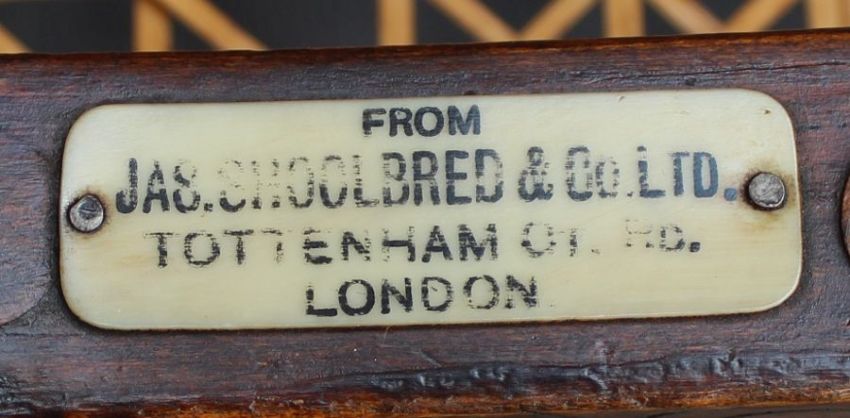 FROM
JAS. SHOOLBRED & Co. LTD.
TOTTENHAM CT. RD.
LONDON.